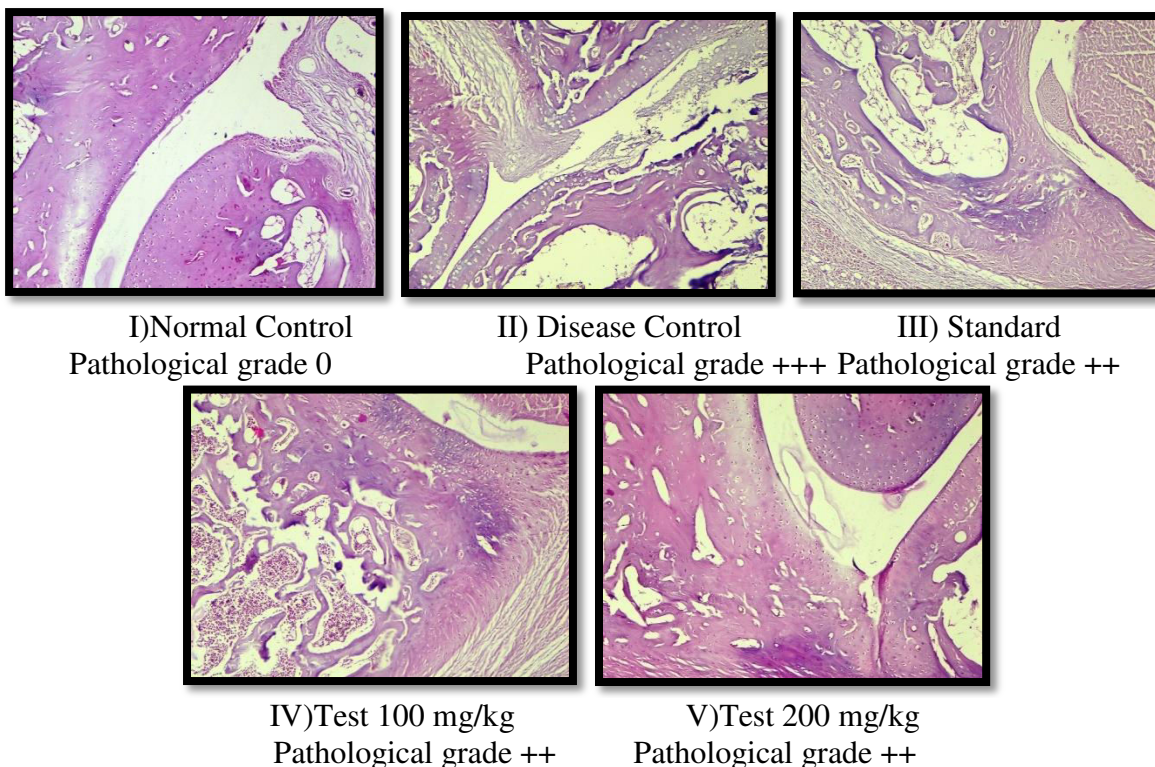 I)Normal Control
Pathological grade 0
II) Disease Control
Pathological grade +++
III) Standard
Pathological grade ++
IV)Test 100 mg/kg
Pathological grade ++
V)Test 200 mg/kg
Pathological grade ++